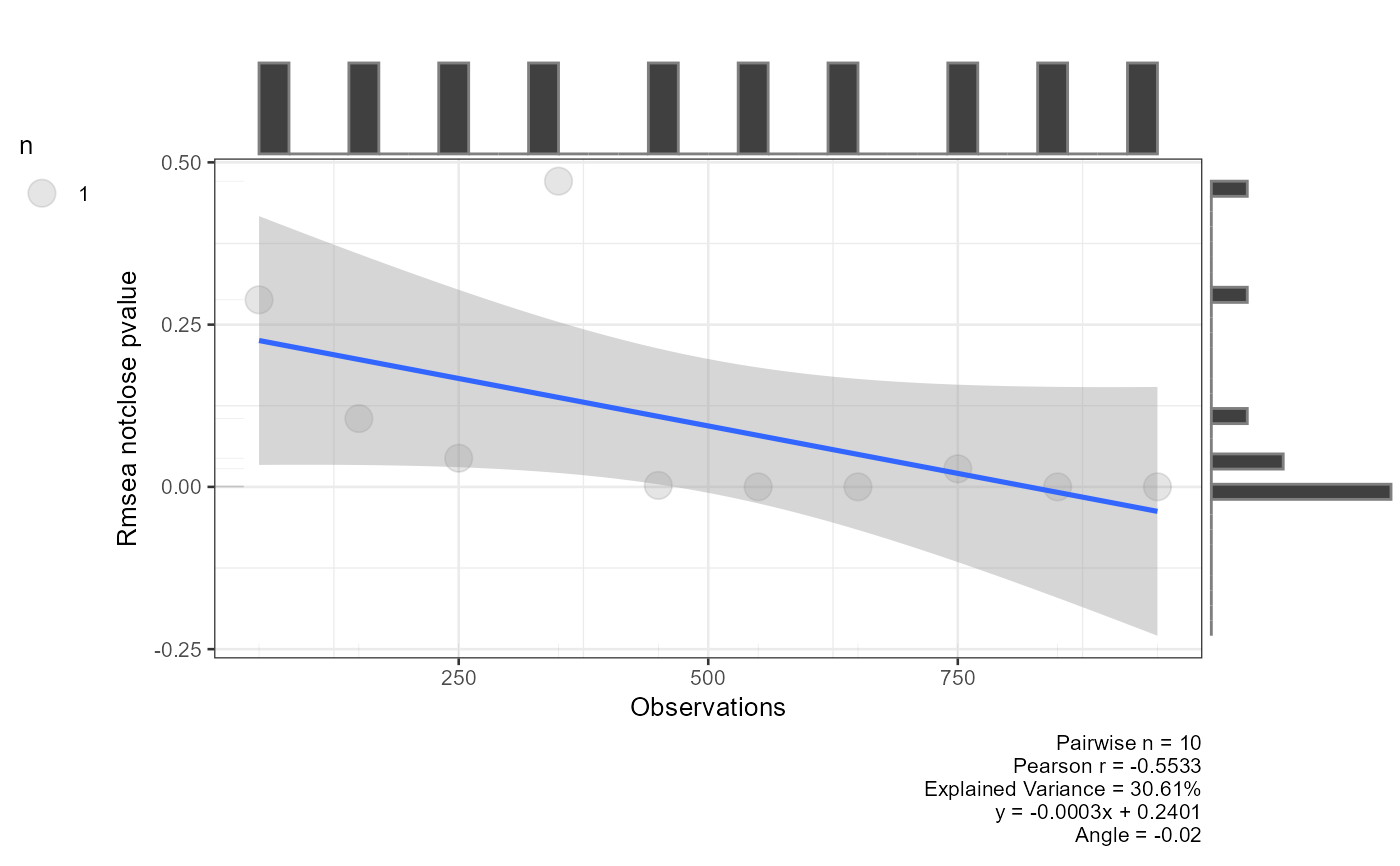 n
1
Rmsea notclose pvalue
0.50
0.25
0.00
-0.25
250
500
750
Observations
Pairwise n = 10
Pearson r = -0.5533
Explained Variance = 30.61%
y = -0.0003x + 0.2401
Angle = -0.02